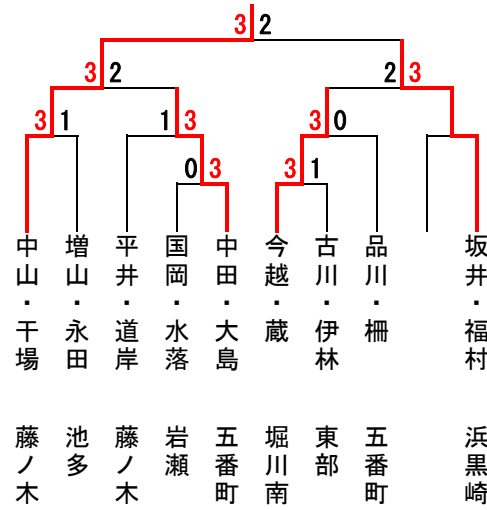 3 2
3 2
2 3
3 1
1 3
3 0
0 3
3 1
中山・干場
増山・永田
平井・道岸
国岡・水落
中田・大島
今越・蔵
古川・伊林
品川・柵
坂井・福村
藤ノ木
池多
藤ノ木
岩瀬
五番町
堀川南
東部
五番町
浜黒崎